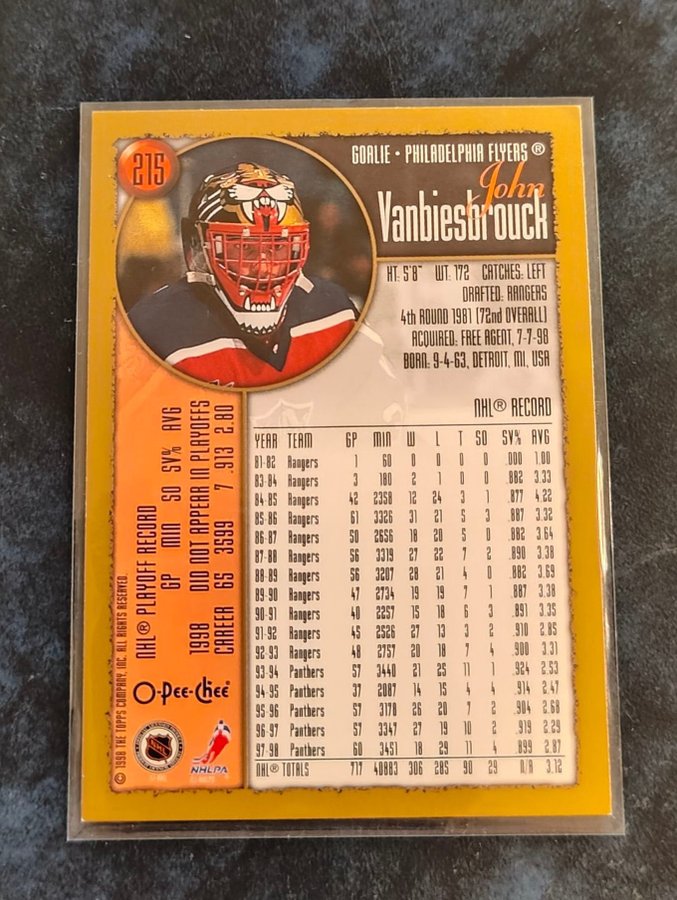 215
GOALIE • PHILADELPHIA FLYERS ®
John
Vanbiesbrouck
HT: 5'8" WT: 172 CATCHES: LEFT
DRAFTED: RANGERS
4th ROUND 1981 (72nd OVERALL)
ACQUIRED: FREE AGENT, 7-7-98
BORN: 9-4-63, DETROIT, MI, USA
NHL® RECORD
YEAR TEAM GP MIN W L T SO SV% AVG
81-82 Rangers 1 60 0 0 0 0 .000 1.00
83-84 Rangers 3 180 2 1 0 0 .882 3.33
84-85 Rangers 42 2358 12 24 3 1 .877 4.22
85-86 Rangers 61 3326 31 21 5 3 .887 3.32
86-87 Rangers 50 2656 18 20 5 0 .882 3.64
87-88 Rangers 56 3319 27 22 7 2 .890 3.38
88-89 Rangers 56 3207 28 21 4 0 .882 3.69
89-90 Rangers 47 2734 19 19 7 1 .887 3.38
90-91 Rangers 40 2257 15 18 6 3 .891 3.35
91-92 Rangers 45 2526 27 13 3 2 .910 2.85
92-93 Rangers 48 2757 20 18 7 4 .900 3.31
93-94 Panthers 57 3440 21 25 11 1 .924 2.53
94-95 Panthers 37 2087 14 15 4 4 .914 2.47
95-96 Panthers 57 3178 26 20 7 2 .904 2.68
96-97 Panthers 57 3347 27 19 10 2 .919 2.29
97-98 Panthers 60 3451 18 29 11 4 .899 2.87
NHL® TOTALS 717 40883 306 285 90 29 N/A 3.12
NHL® PLAYOFF RECORD
GP MIN SO SV% AVG
1998 DID NOT APPEAR IN PLAYOFFS
CAREER 65 3599 7 .913 2.80
O-Pee-Chee®
NHL
NHLPA
© 1998 THE TOPPS COMPANY, INC. ALL RIGHTS RESERVED.